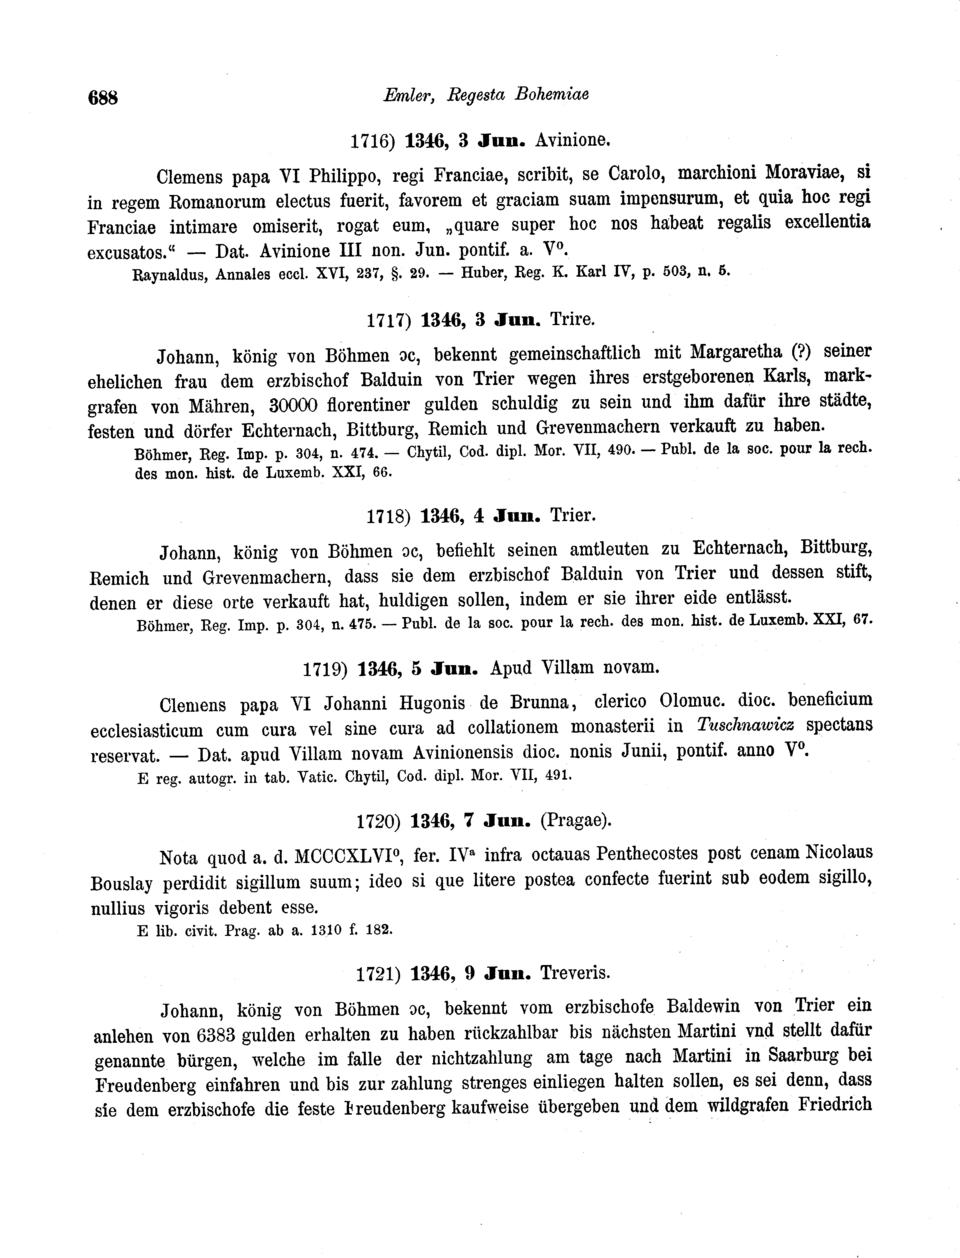 688 Emler, Regesta Bohemiae
1716) 1346, 3 Jun. Avinione.
Clemens papa VI Philippo, regi Franciae, scribit, se Carolo, marchioni Moraviae, si
in regem Romanorum electus fuerit, favorem et graciam suam impensurum, et quia hoc regi
Franciae intimare omiserit, rogat eum, „quare super hoc nos habeat regalis excellentia
excusatos.“ — Dat. Avinione III non. Jun. pontif. a. V⁰.
Raynaldus, Annales eccl. XVI, 237, §. 29. — Huber, Reg. K. Karl IV, p. 503, n. 5.
1717) 1346, 3 Jun. Trire.
Johann, könig von Böhmen ɔc, bekennt gemeinschaftlich mit Margaretha (?) seiner
ehelichen frau dem erzbischof Balduin von Trier wegen ihres erstgeborenen Karls, mark-
grafen von Mähren, 30000 florentiner gulden schuldig zu sein und ihm dafür ihre städte,
festen und dörfer Echternach, Bittburg, Remich und Grevenmachern verkauft zu haben.
Böhmer, Reg. Imp. p. 304, n. 474. — Chytil, Cod. dipl. Mor. VII, 490. — Publ. de la soc. pour la rech.
des mon. hist. de Luxemb. XXI, 66.
1718) 1346, 4 Jun. Trier.
Johann, könig von Böhmen ɔc, befiehlt seinen amtleuten zu Echternach, Bittburg,
Remich und Grevenmachern, dass sie dem erzbischof Balduin von Trier und dessen stift,
denen er diese orte verkauft hat, huldigen sollen, indem er sie ihrer eide entlässt.
Böhmer, Reg. Imp. p. 304, n. 475. — Publ. de la soc. pour la rech. des mon. hist. de Luxemb. XXI, 67.
1719) 1346, 5 Jun. Apud Villam novam.
Clemens papa VI Johanni Hugonis de Brunna, clerico Olomuc. dioc. beneficium
ecclesiasticum cum cura vel sine cura ad collationem monasterii in Tuschnawicz spectans
reservat. — Dat. apud Villam novam Avinionensis dioc. nonis Junii, pontif. anno V⁰.
E reg. autogr. in tab. Vatic. Chytil, Cod. dipl. Mor. VII, 491.
1720) 1346, 7 Jun. (Pragae).
Nota quod a. d. MCCCXLVI⁰, fer. IVª infra octauas Penthecostes post cenam Nicolaus
Bouslay perdidit sigillum suum; ideo si que litere postea confecte fuerint sub eodem sigillo,
nullius vigoris debent esse.
E lib. civit. Prag. ab a. 1310 f. 182.
1721) 1346, 9 Jun. Treveris.
Johann, könig von Böhmen ɔc, bekennt vom erzbischofe Baldewin von Trier ein
anlehen von 6383 gulden erhalten zu haben rückzahlbar bis nächsten Martini vnd stellt dafür
genannte bürgen, welche im falle der nichtzahlung am tage nach Martini in Saarburg bei
Freudenberg einfahren und bis zur zahlung strenges einliegen halten sollen, es sei denn, dass
sie dem erzbischofe die feste Freudenberg kaufweise übergeben und dem wildgrafen Friedrich